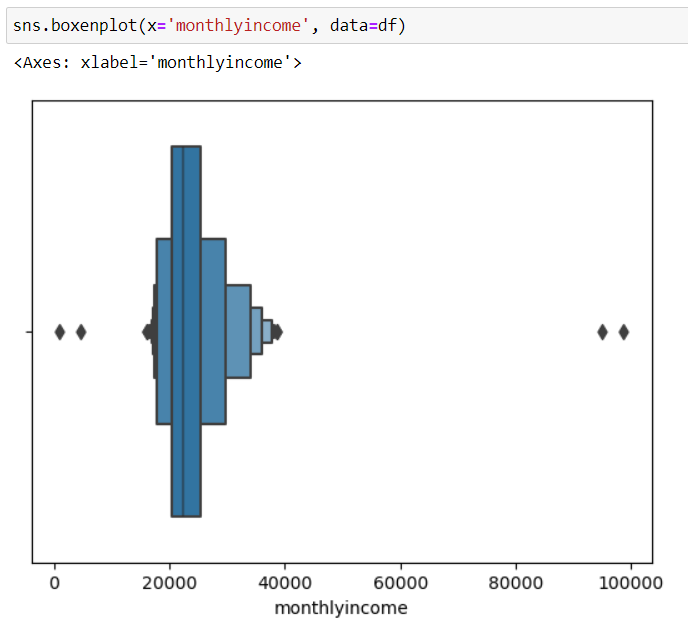 sns.boxenplot(x='monthlyincome', data=df)
<Axes: xlabel='monthlyincome'>
0 20000 40000 60000 80000 100000
monthlyincome